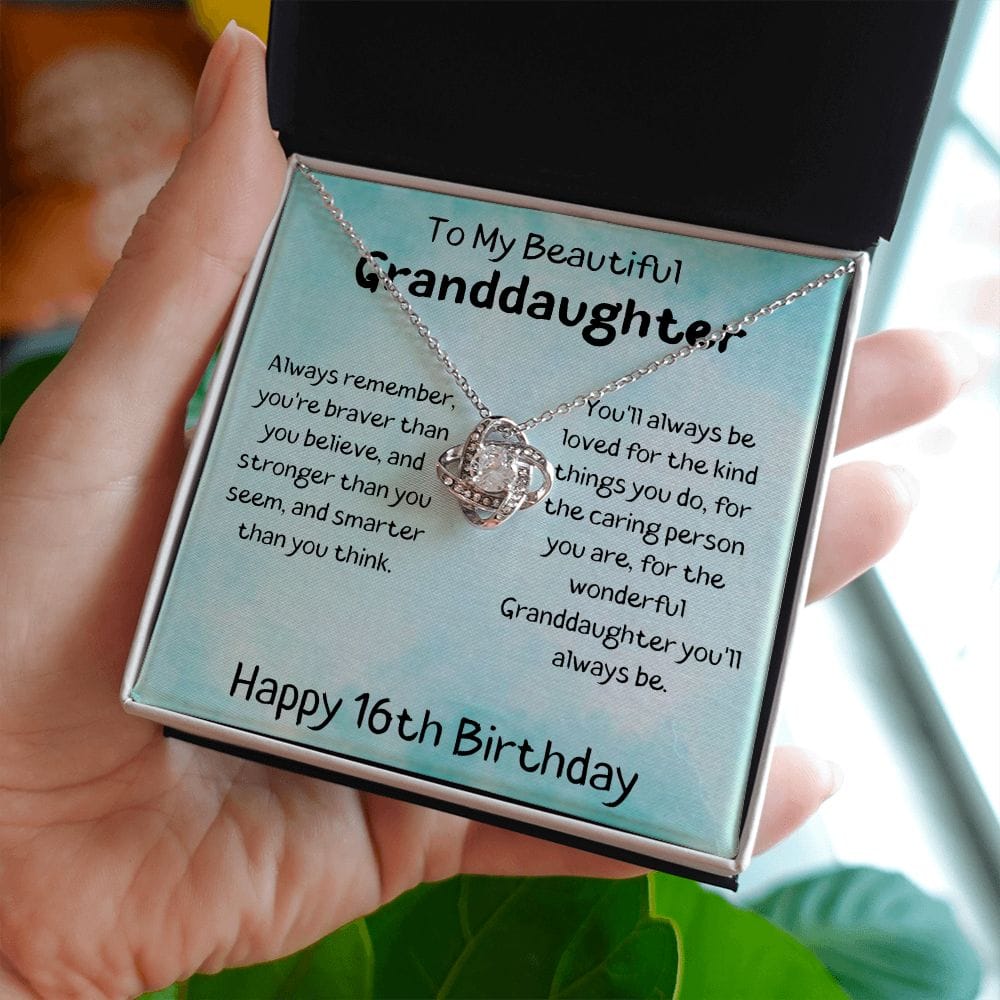 To My Beautiful
Granddaughter
Always remember,
you're braver than
you believe, and
stronger than you
seem, and smarter
than you think.
You'll always be
loved for the kind
things you do, for
the caring person
you are, for the
wonderful
Granddaughter you'll
always be.
Happy 16th Birthday